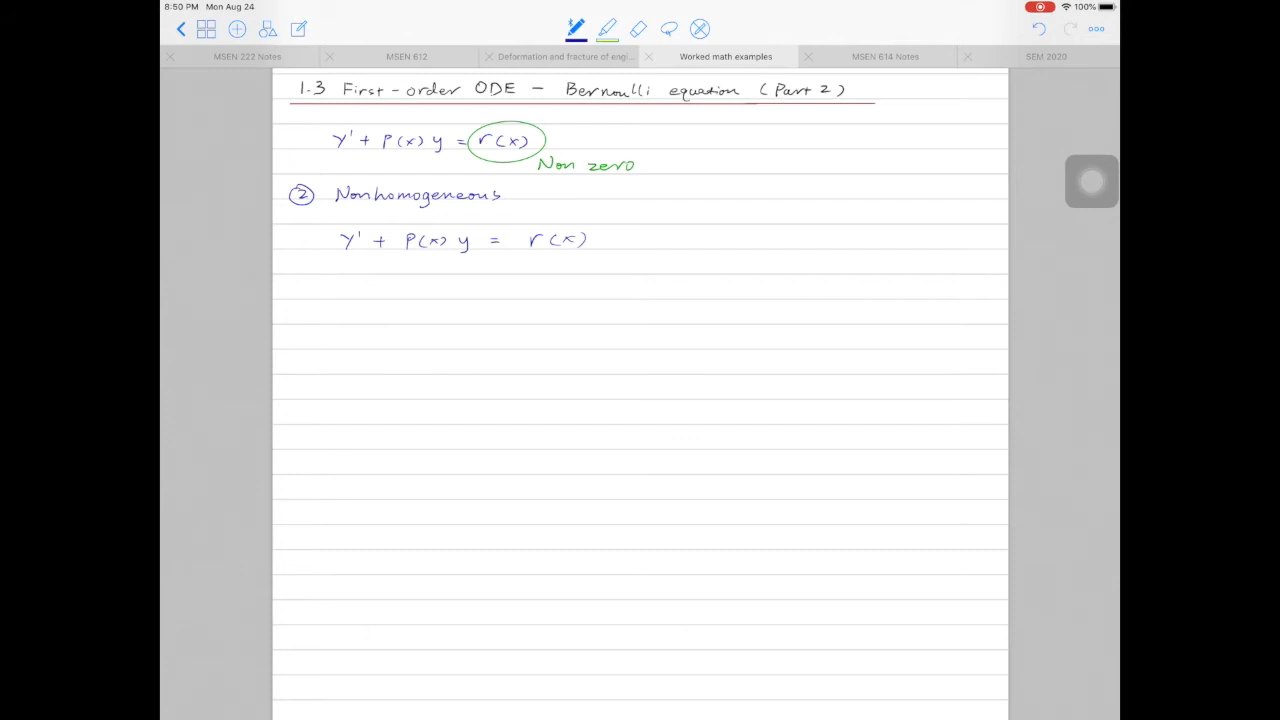 8:50 PM Mon Aug 24
100%
MSEN 222 Notes
MSEN 612
Deformation and fracture of engi
Worked math examples
MSEN 614 Notes
SEM 2020
1.3 First-order ODE - Bernoulli equation (Part 2)
y' + p(x) y = r(x)
Non zero
② Nonhomogeneous
y' + p(x) y = r(x)